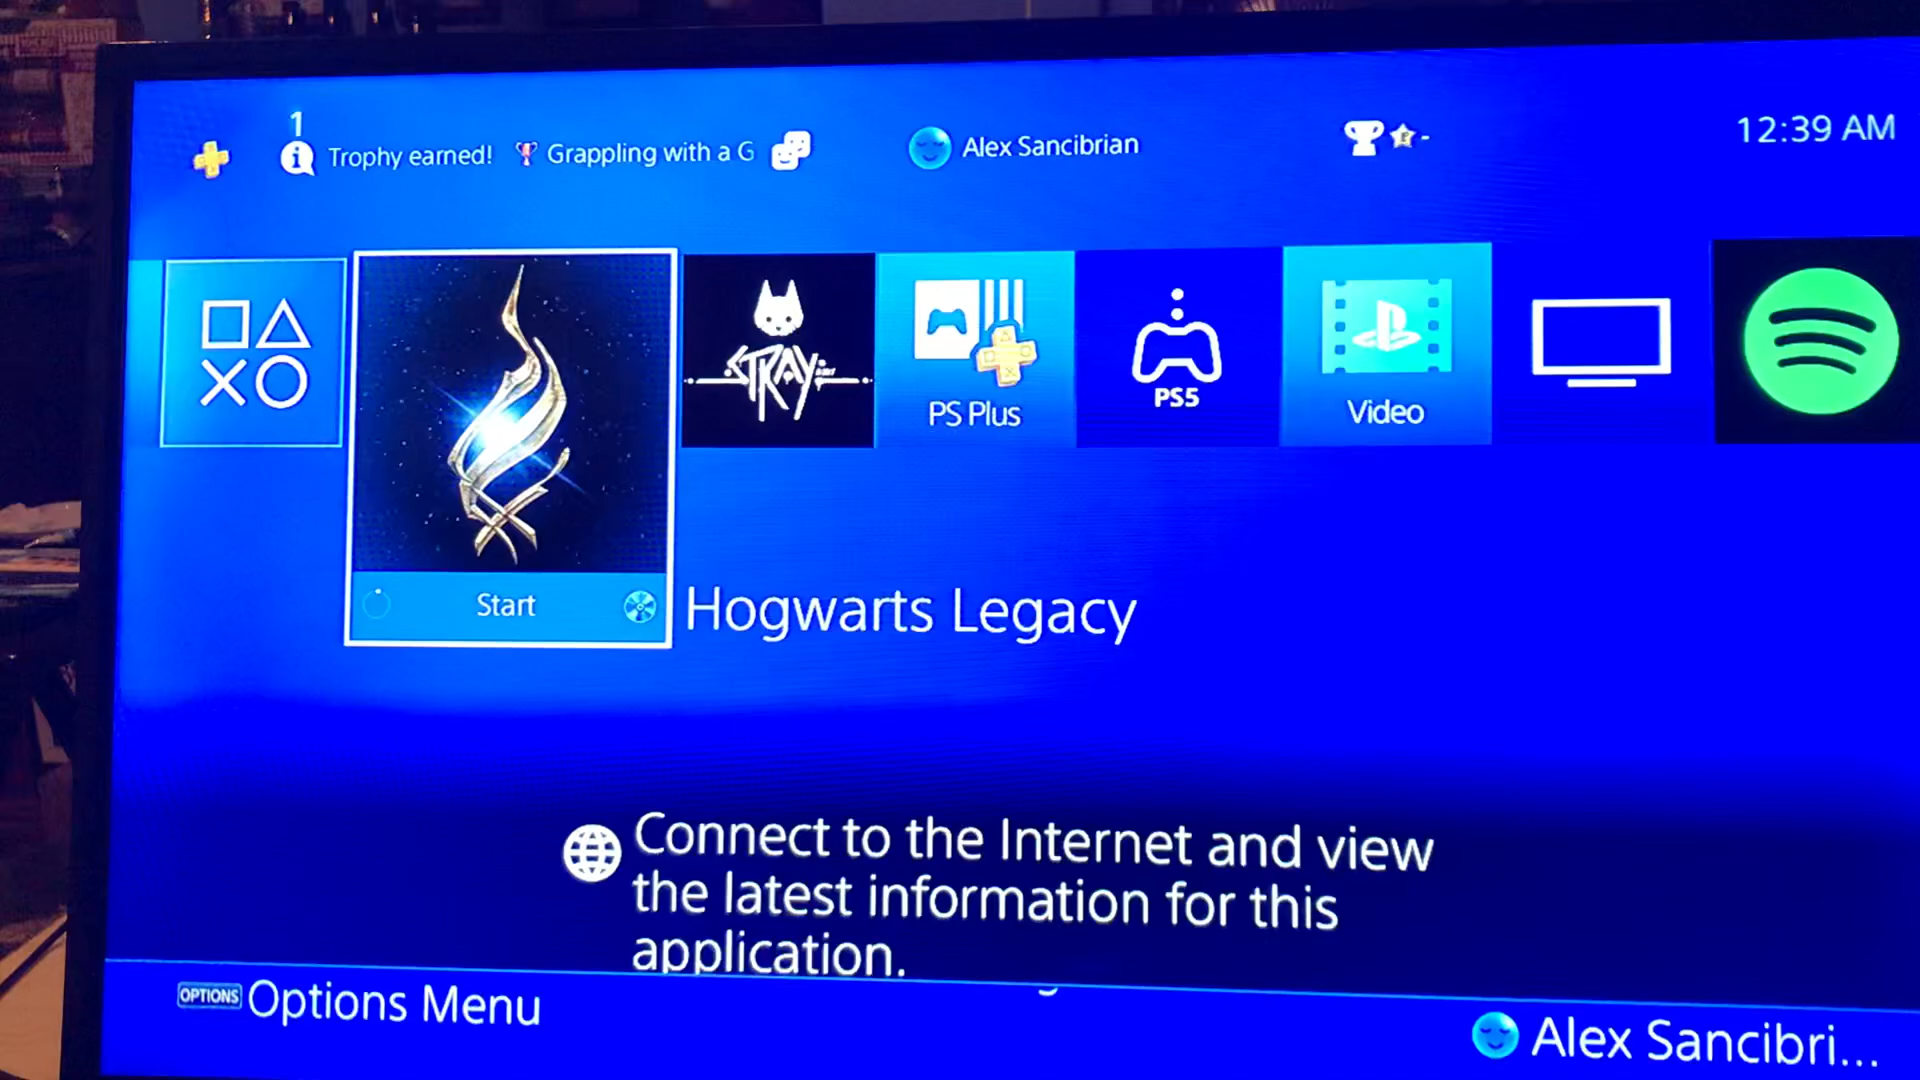 1
Trophy earned! Grappling with a G
Alex Sancibrian
-
12:39 AM
STRAY
PS Plus
PS5
Video
Start
Hogwarts Legacy
Connect to the Internet and view
the latest information for this
application.
OPTIONS Options Menu
Alex Sancibri...